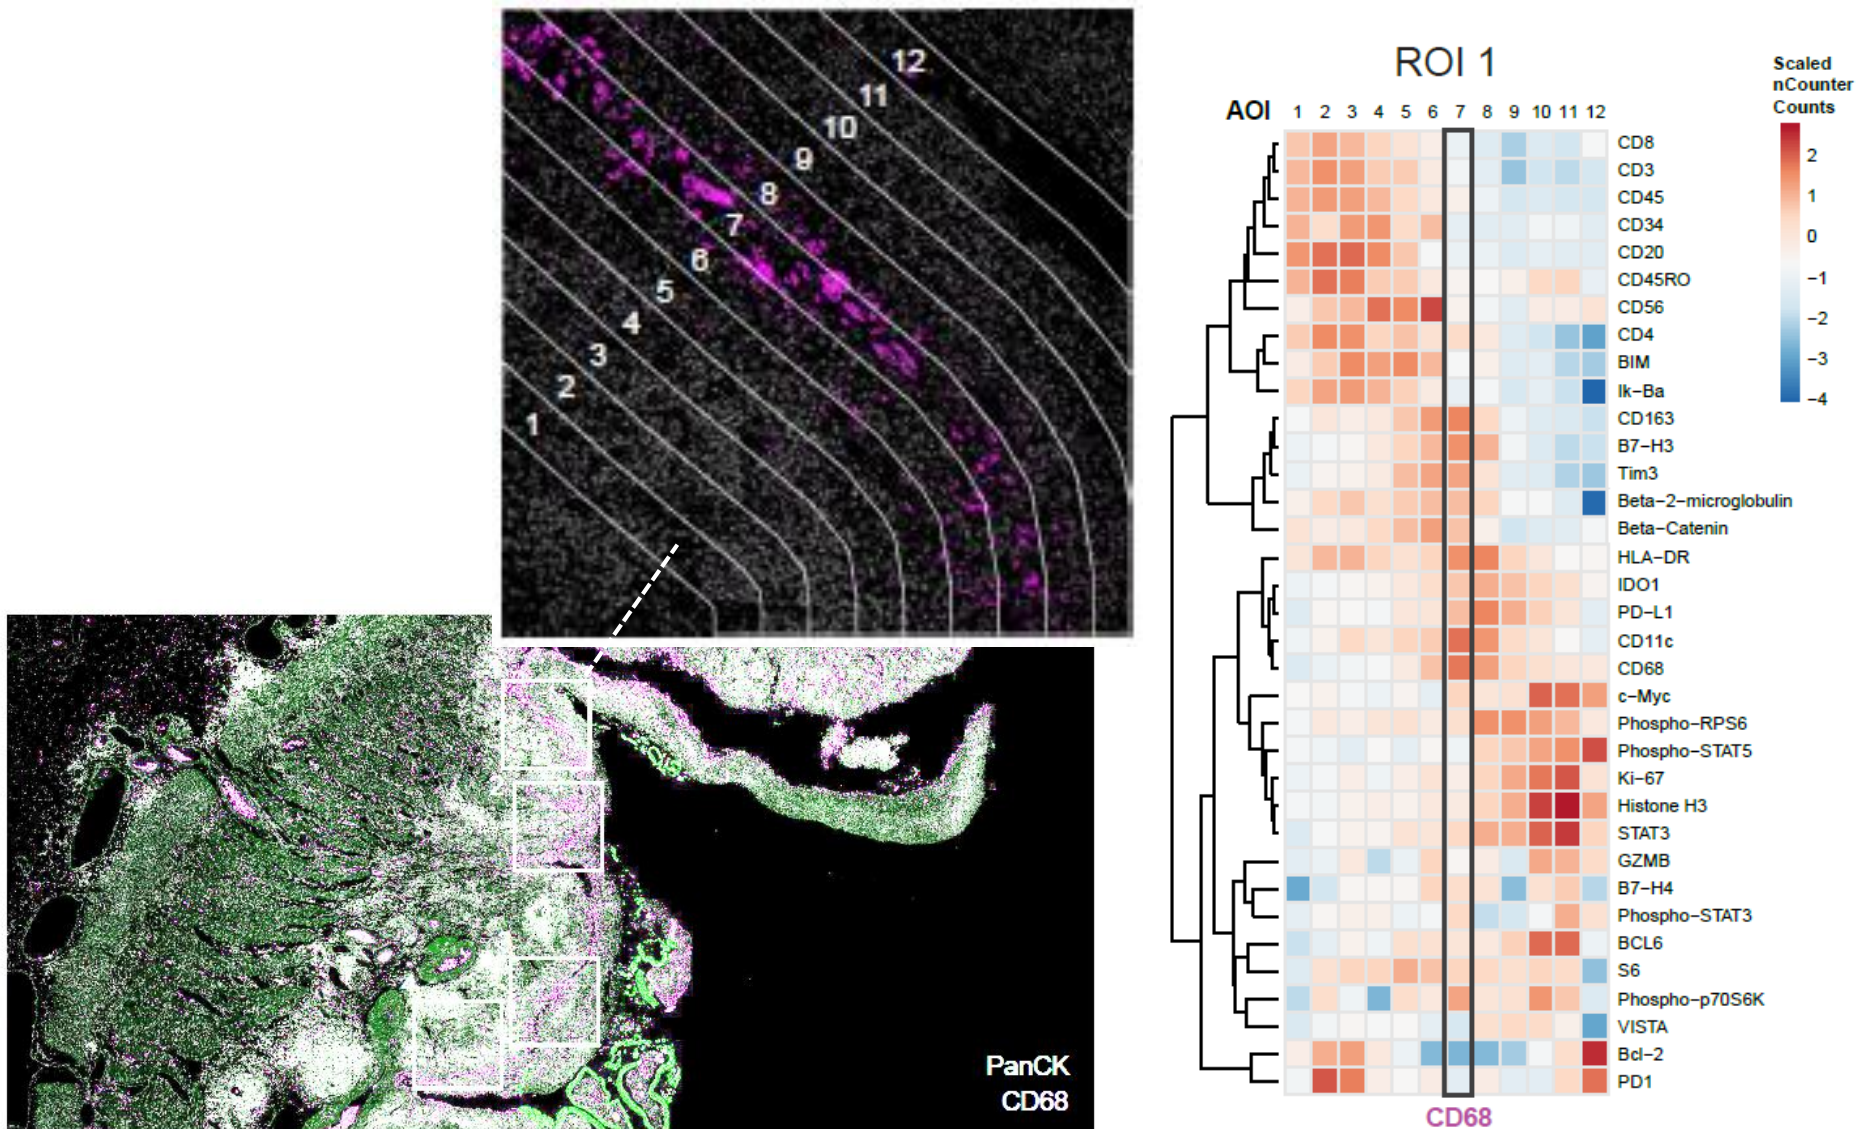 12
11
10
9
8
7
6
5
4
3
2
1
PanCK
CD68
ROI 1
Scaled
nCounter
Counts
AOI 1 2 3 4 5 6 7 8 9 10 11 12
2
1
0
−1
−2
−3
−4
CD8
CD3
CD45
CD34
CD20
CD45RO
CD56
CD4
BIM
Ik−Ba
CD163
B7−H3
Tim3
Beta−2−microglobulin
Beta−Catenin
HLA−DR
IDO1
PD−L1
CD11c
CD68
c−Myc
Phospho−RPS6
Phospho−STAT5
Ki−67
Histone H3
STAT3
GZMB
B7−H4
Phospho−STAT3
BCL6
S6
Phospho−p70S6K
VISTA
Bcl−2
PD1
CD68